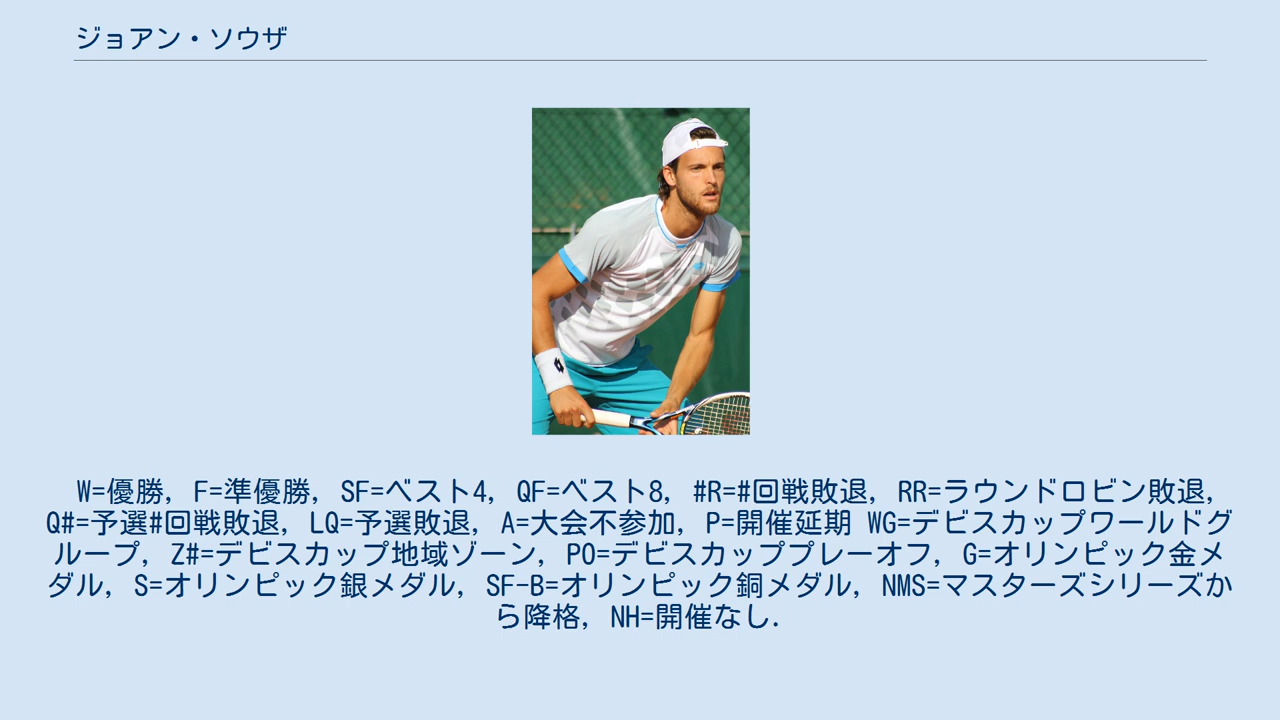 ジョアン・ソウザ
W=優勝, F=準優勝, SF=ベスト4, QF=ベスト8, #R=#回戦敗退, RR=ラウンドロビン敗退,
Q#=予選#回戦敗退, LQ=予選敗退, A=大会不参加, P=開催延期 WG=デビスカップワールドグ
ループ, Z#=デビスカップ地域ゾーン, PO=デビスカッププレーオフ, G=オリンピック金メ
ダル, S=オリンピック銀メダル, SF-B=オリンピック銅メダル, NMS=マスターズシリーズか
ら降格, NH=開催なし.